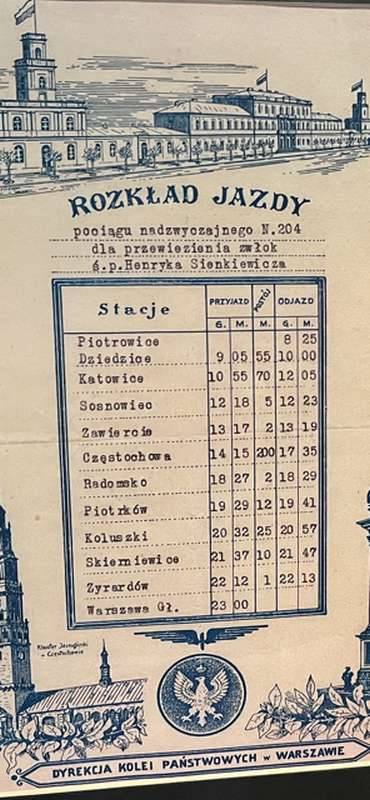 ROZKŁAD JAZDY
pociągu nadzwyczajnego N.204
dla przewiezienia zwłok
ś.p.Henryka Sienkiewicza
Stacje PRZYJAZD POSTÓJ ODJAZD
G. M. M. G. M.
Piotrowice 8 25
Dziedzice 9 05 55 10 00
Katowice 10 55 70 12 05
Sosnowiec 12 18 5 12 23
Zawiercie 13 17 2 13 19
Częstochowa 14 15 200 17 35
Radomsko 18 27 2 18 29
Piotrków 19 29 12 19 41
Koluszki 20 32 25 20 57
Skierniewice 21 37 10 21 47
Żyrardów 22 12 1 22 13
Warszawa Gł. 23 00
Klasztor Jasnogórski
w Częstochowie
DYREKCJA KOLEI PAŃSTWOWYCH w WARSZAWIE